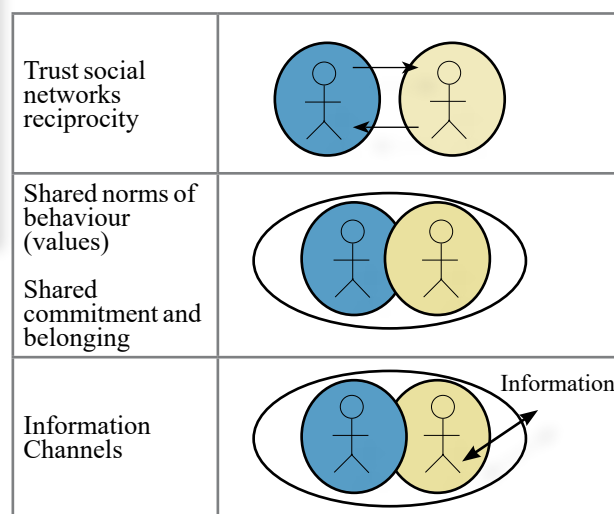 Trust social
networks
reciprocity
Shared norms of
behaviour
(values)
Shared
commitment and
belonging
Information
Information
Channels